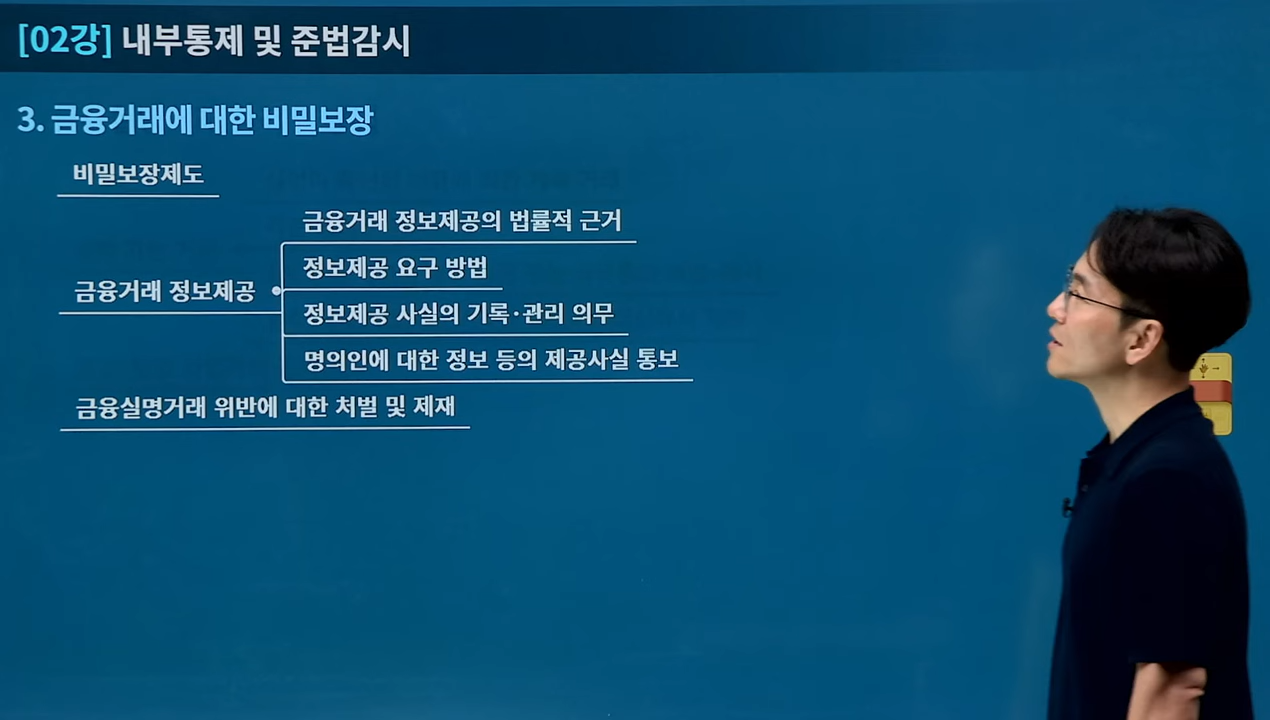 [02강] 내부통제 및 준법감시
3. 금융거래에 대한 비밀보장
비밀보장제도
금융거래 정보제공
금융거래 정보제공의 법률적 근거
정보제공 요구 방법
정보제공 사실의 기록·관리 의무
명의인에 대한 정보 등의 제공사실 통보
금융실명거래 위반에 대한 처벌 및 제재